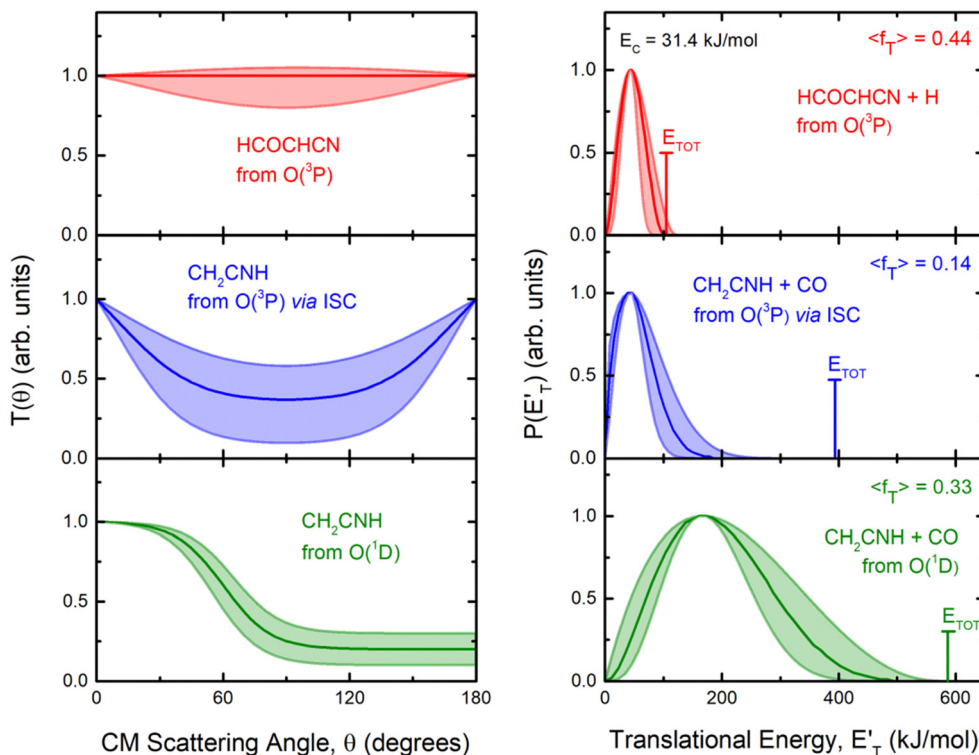 T(θ) (arb. units)
1.0
0.5
0.0
HCOCHCN
from O(³P)
1.0
0.5
0.0
CH₂CNH
from O(³P) via ISC
1.0
0.5
0.0
CH₂CNH
from O(¹D)
0
60
120
180
CM Scattering Angle, θ (degrees)
P(E'_T) (arb. units)
1.0
0.5
0.0
E_C = 31.4 kJ/mol
<f_T> = 0.44
HCOCHCN + H
from O(³P)
E_TOT
1.0
0.5
0.0
<f_T> = 0.14
CH₂CNH + CO
from O(³P) via ISC
E_TOT
1.0
0.5
0.0
<f_T> = 0.33
CH₂CNH + CO
from O(¹D)
E_TOT
0
200
400
600
Translational Energy, E'_T (kJ/mol)